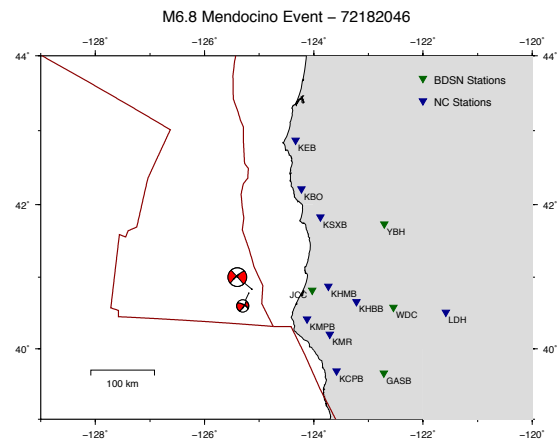 M6.8 Mendocino Event – 72182046
−128° −126° −124° −122° −120°
44° 44°
BDSN Stations
NC Stations
KEB
42° KBO 42°
KSXB
YBH
JCC KHMB
KHBB
WDC
LDH
KMPB
KMR
40° 40°
KCPB
GASB
100 km
−128° −126° −124° −122° −120°